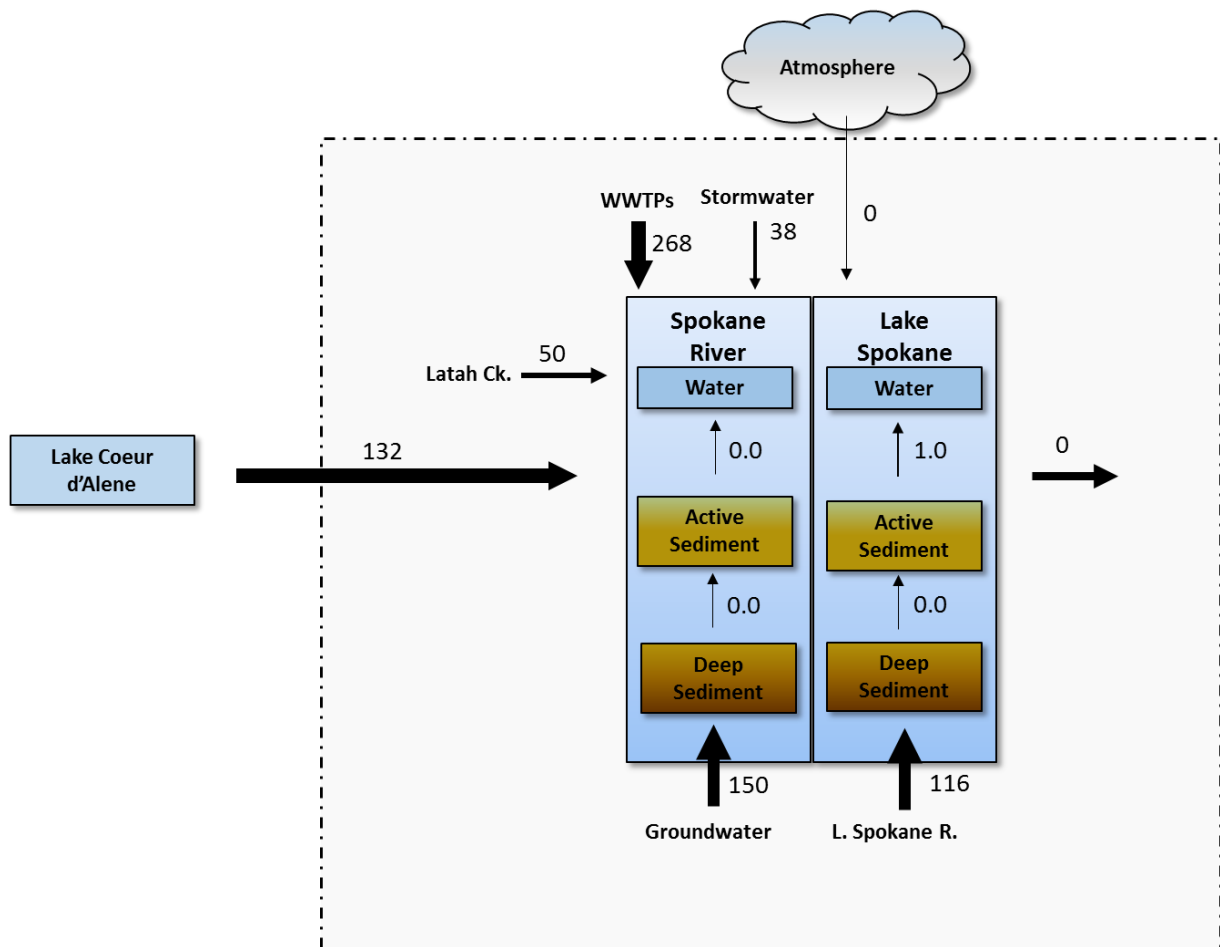 Atmosphere
WWTPs
Stormwater
268
38
0
Spokane
River
Lake
Spokane
Latah Ck.
50
Water
Water
Lake Coeur
d'Alene
132
0.0
1.0
0
Active
Sediment
Active
Sediment
0.0
0.0
Deep
Sediment
Deep
Sediment
150
116
Groundwater
L. Spokane R.